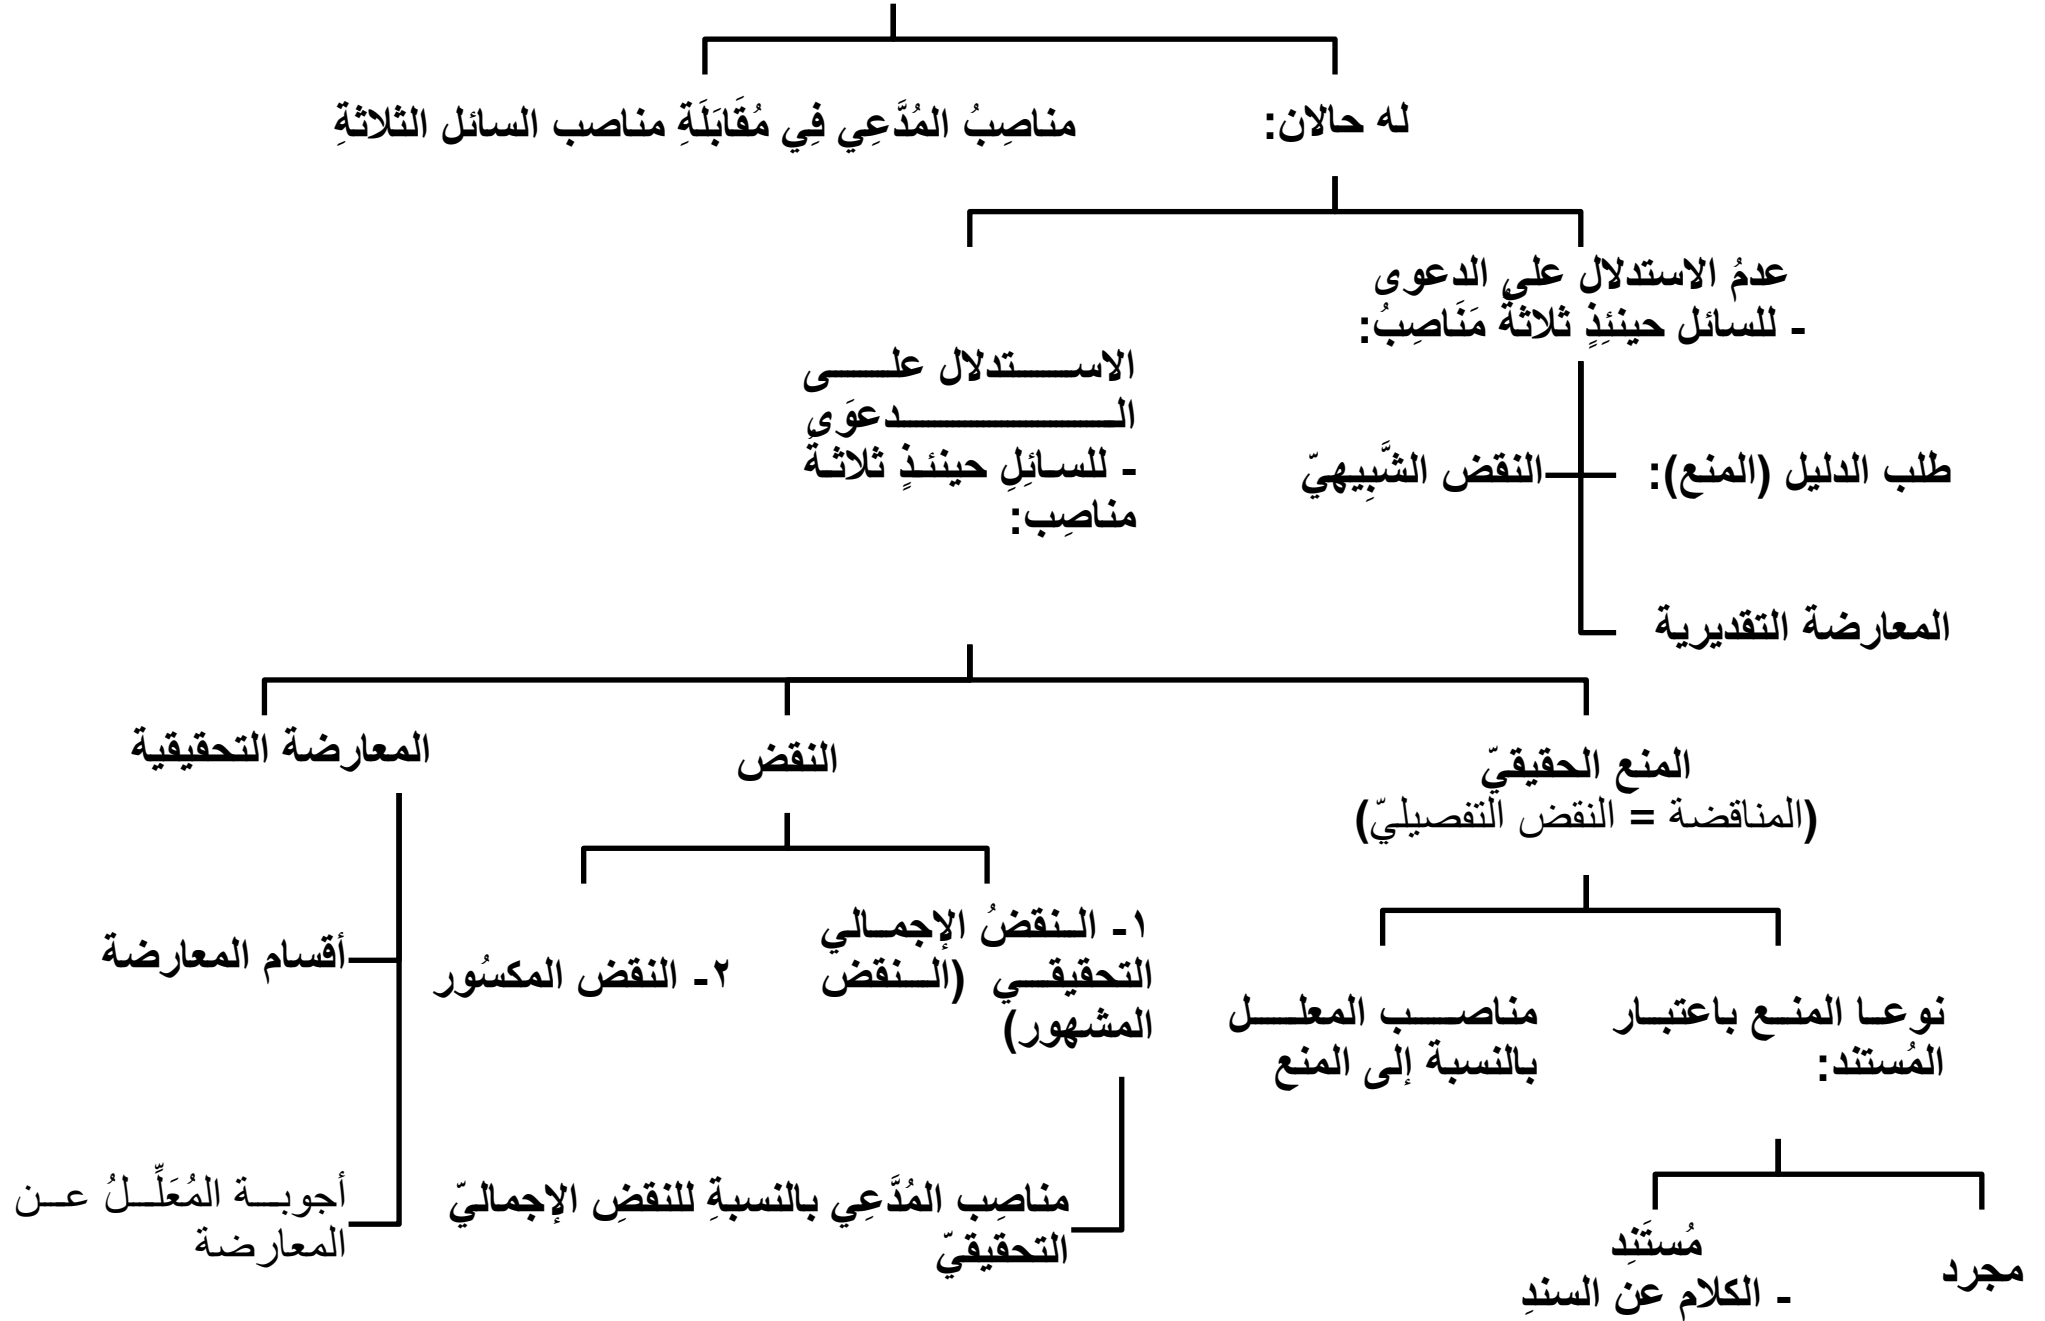 له حالان:
مناصِبُ المُدَّعِي فِي مُقَابَلَةِ مناصب السائل الثلاثةِ
عدمُ الاستدلال على الدعوى
- للسائل حينئِذٍ ثلاثةُ مَنَاصِبُ:
طلب الدليل (المنع):
النقض الشَّبِيهيّ
المعارضة التقديرية
الاستدلال على
الدعوَى
- للسائِلِ حينئذٍ ثلاثةُ
مناصِب:
المنع الحقيقيّ
(المناقضة = النقض التفصيليّ)
نوعا المنع باعتبار
المُستند:
مجرد
مُستَنِد
- الكلام عن السندِ
مناصب المعلل
بالنسبة إلى المنع
النقض
١- النقضُ الإجمالي
التحقيقي (النقض
المشهور)
مناصِب المُدَّعِي بالنسبةِ للنقضِ الإجماليّ
التحقيقيّ
٢- النقض المكسُور
المعارضة التحقيقية
أقسام المعارضة
أجوبة المُعَلِّلُ عن
المعارضة